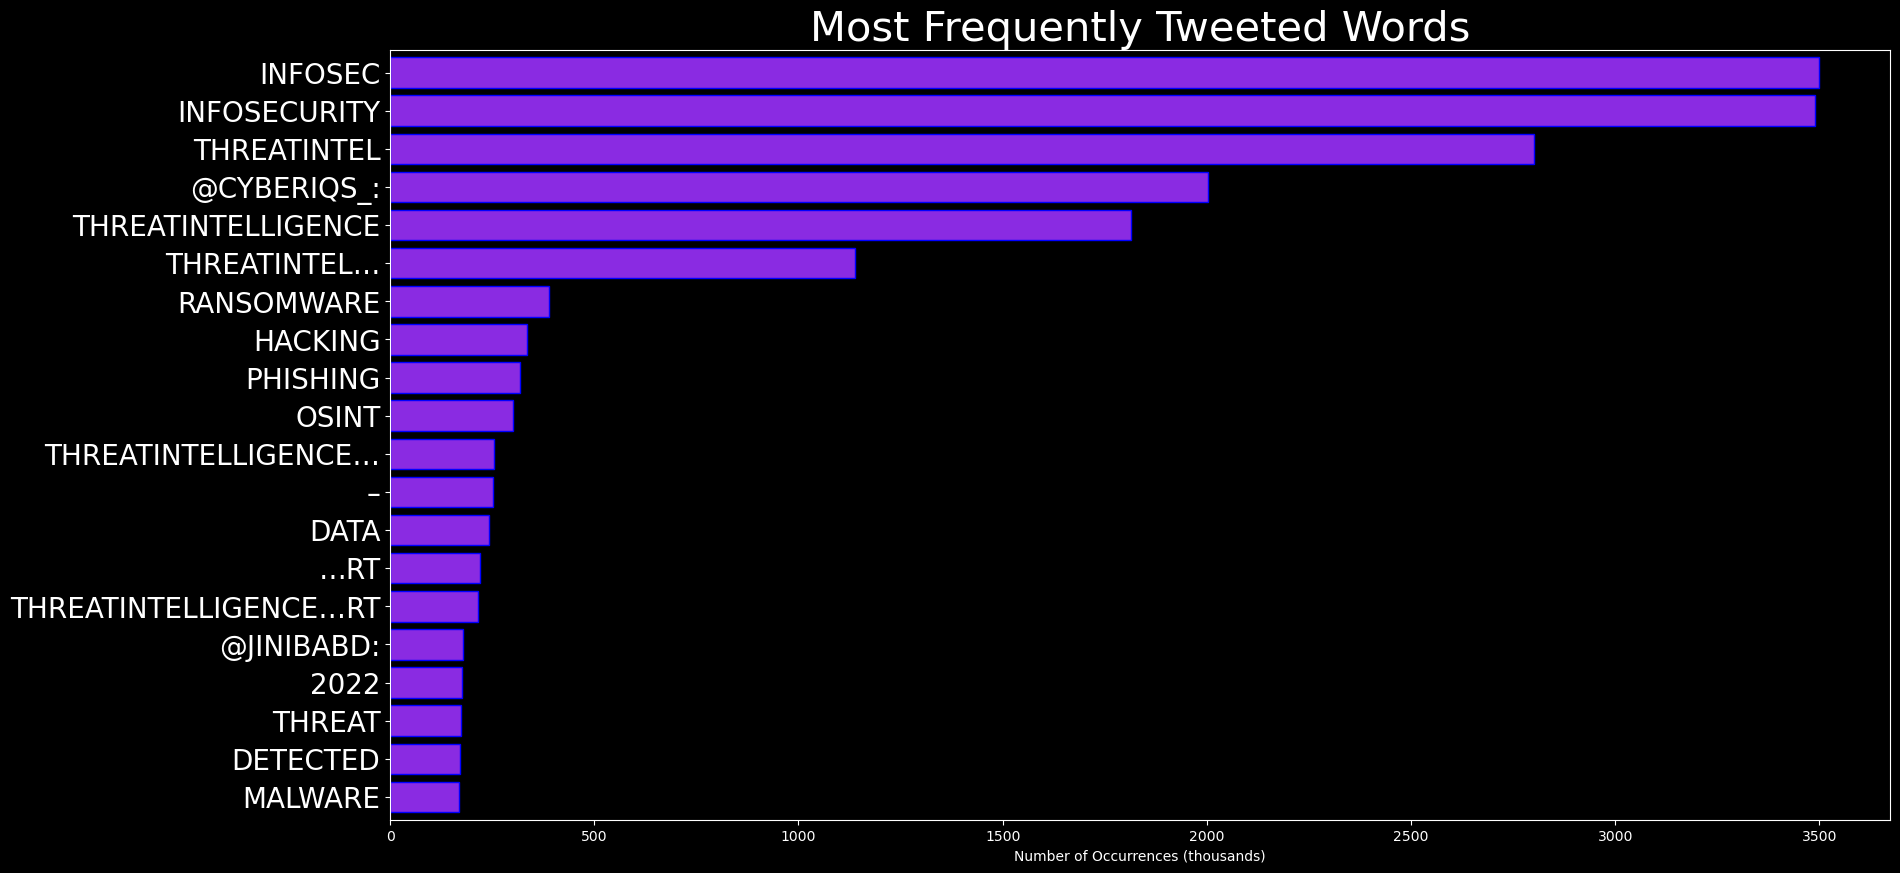 Most Frequently Tweeted Words
INFOSEC
INFOSECURITY
THREATINTEL
@CYBERIQS_:
THREATINTELLIGENCE
THREATINTEL…
RANSOMWARE
HACKING
PHISHING
OSINT
THREATINTELLIGENCE…
–
DATA
…RT
THREATINTELLIGENCE…RT
@JINIBABD:
2022
THREAT
DETECTED
MALWARE
0 500 1000 1500 2000 2500 3000 3500
Number of Occurrences (thousands)